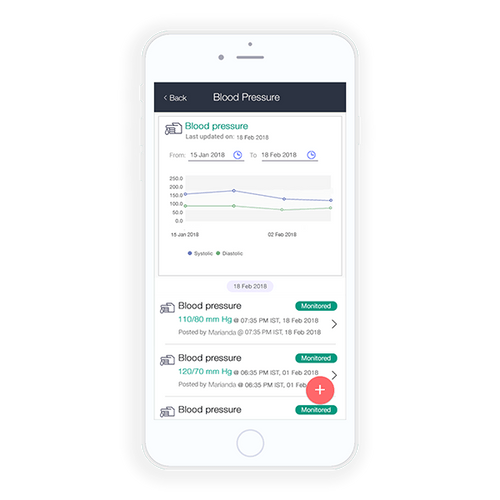 < Back Blood Pressure
Blood pressure
Last updated on: 18 Feb 2018
From: 15 Jan 2018 To 18 Feb 2018
250.0
200.0
150.0
100.0
50.0
0.0
15 Jan 2018 02 Feb 2018
Systolic Diastolic
18 Feb 2018
Blood pressure Monitored
110/80 mm Hg @ 07:35 PM IST, 18 Feb 2018
Posted by Marianda @ 07:35 PM IST, 18 Feb 2018
Blood pressure Monitored
120/70 mm Hg @ 06:35 PM IST, 01 Feb 2018
Posted by Marianda @ 06:35 PM IST, 01 Feb
Blood pressure Monitored